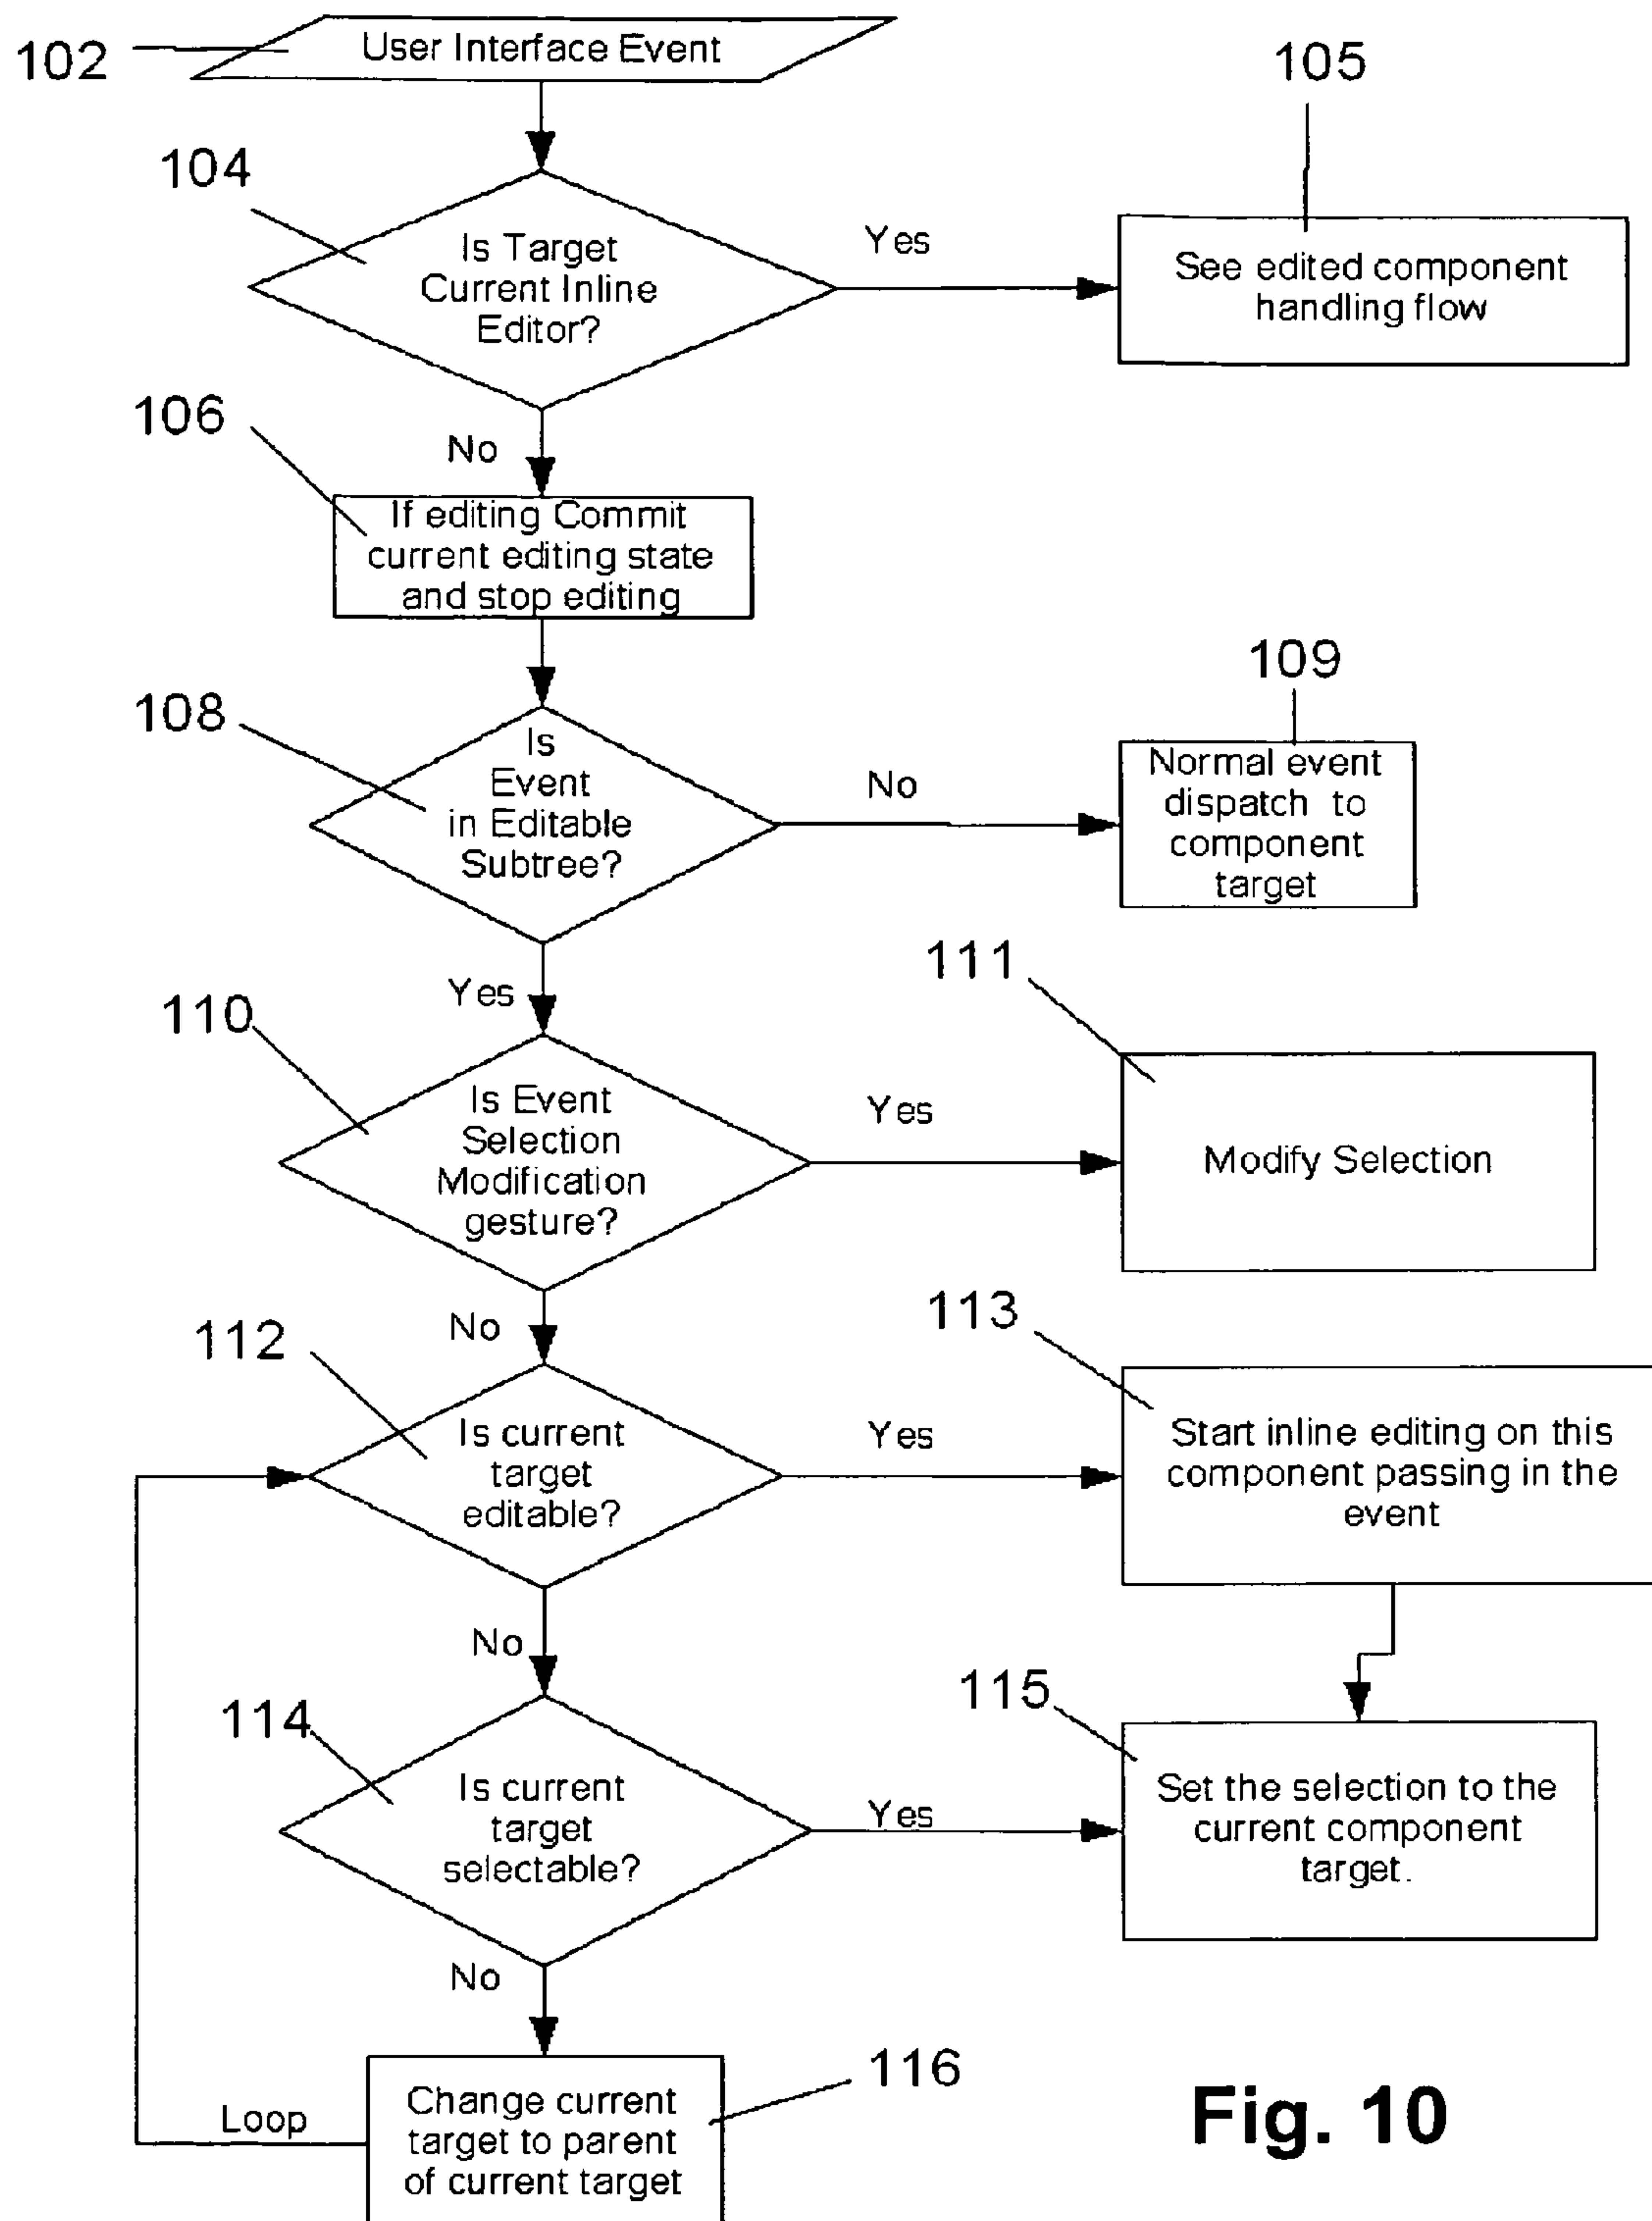 102
User Interface Event
105
104
Is Target
Current Inline
Editor?
Yes
See edited component
handling flow
106
No
If editing Commit
current editing state
and stop editing
109
108
Is
Event
in Editable
Subtree?
No
Normal event
dispatch to
component
target
111
Yes
110
Is Event
Selection
Modification
gesture?
Yes
Modify Selection
113
No
112
Is current
target
editable?
Yes
Start inline editing on this
component passing in the
event
No
115
114
Is current
target
selectable?
Yes
Set the selection to the
current component
target.
No
116
Change current
target to parent
of current target
Loop
Fig. 10